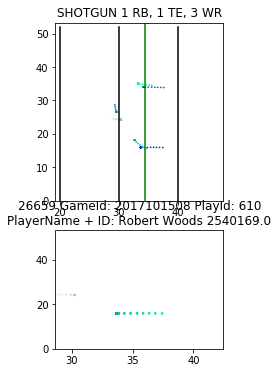 SHOTGUN 1 RB, 1 TE, 3 WR
50
40
30
20
10
0
20 30 40
26659 GameId: 2017101508 PlayId: 610
PlayerName + ID: Robert Woods 2540169.0
40
20
0
30 35 40